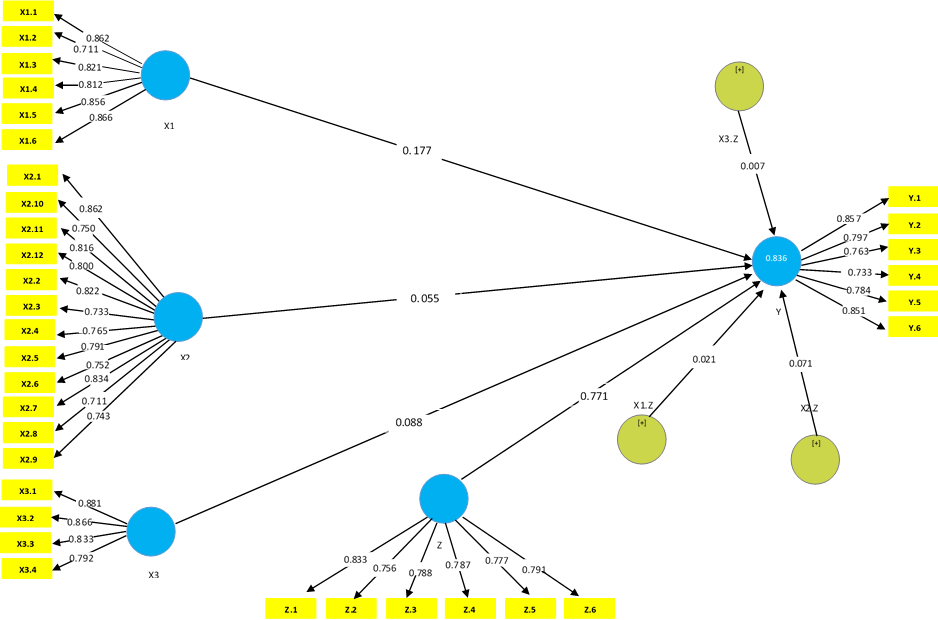 X1.1
X1.2
X1.3
X1.4
X1.5
X1.6
0.862
0.711
0.821
0.812
0.856
0.866
X1
0.177
[+]
X3.Z
0.007
X2.1
X2.10
X2.11
X2.12
X2.2
X2.3
X2.4
X2.5
X2.6
X2.7
X2.8
X2.9
0.862
0.750
0.816
0.800
0.822
0.733
0.765
0.791
0.752
0.834
0.711
0.743
X2
0.055
0.836
Y
0.857
0.797
0.763
0.733
0.784
0.851
Y.1
Y.2
Y.3
Y.4
Y.5
Y.6
0.021
X1.Z
[+]
0.071
X2.Z
[+]
0.771
0.088
X3.1
X3.2
X3.3
X3.4
0.881
0.866
0.833
0.792
X3
Z
0.833
0.756
0.788
0.787
0.777
0.791
Z.1
Z.2
Z.3
Z.4
Z.5
Z.6